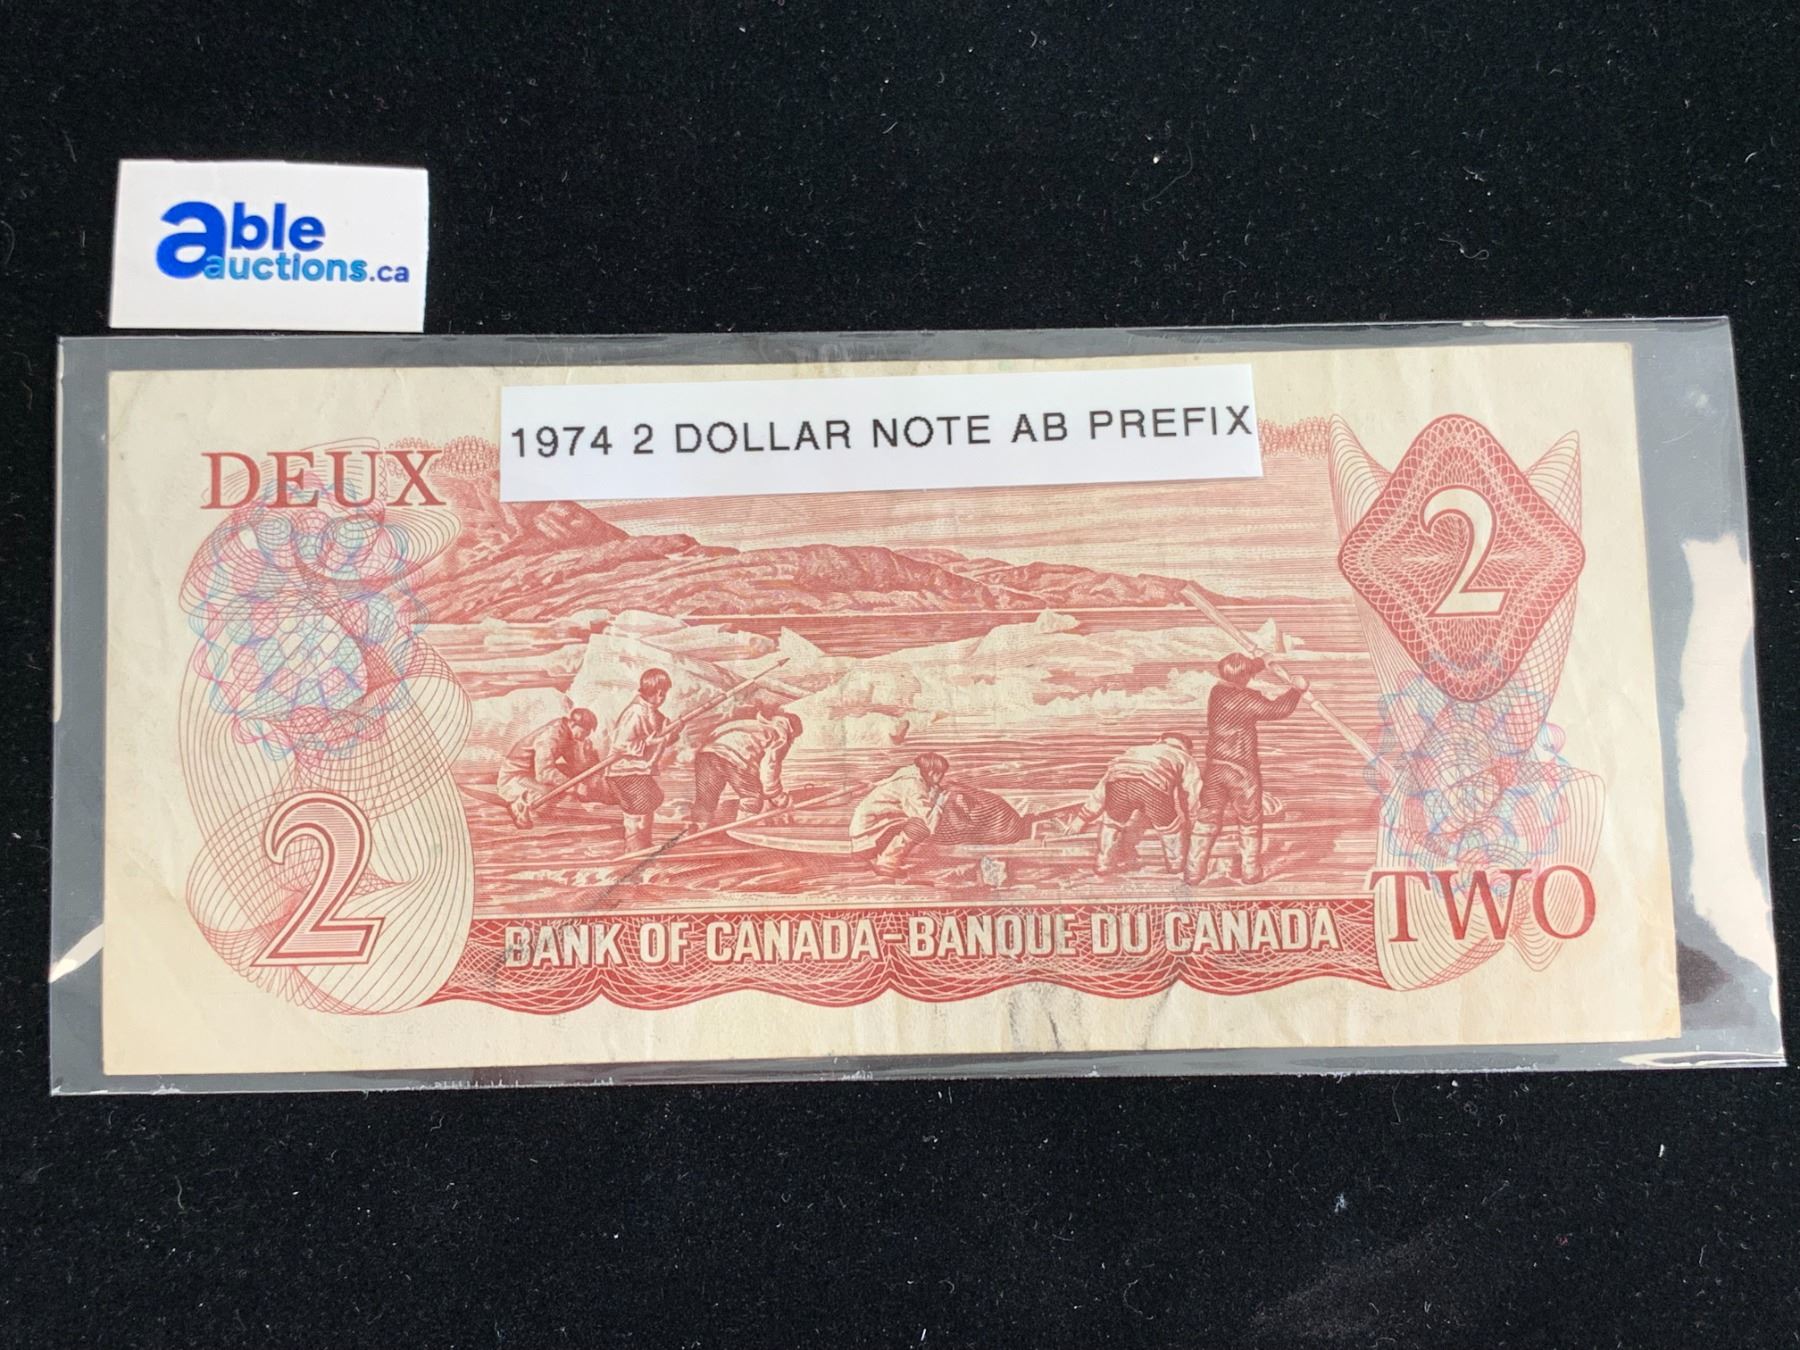 able
auctions.ca
1974 2 DOLLAR NOTE AB PREFIX
DEUX
2
2
BANK OF CANADA-BANQUE DU CANADA
TWO